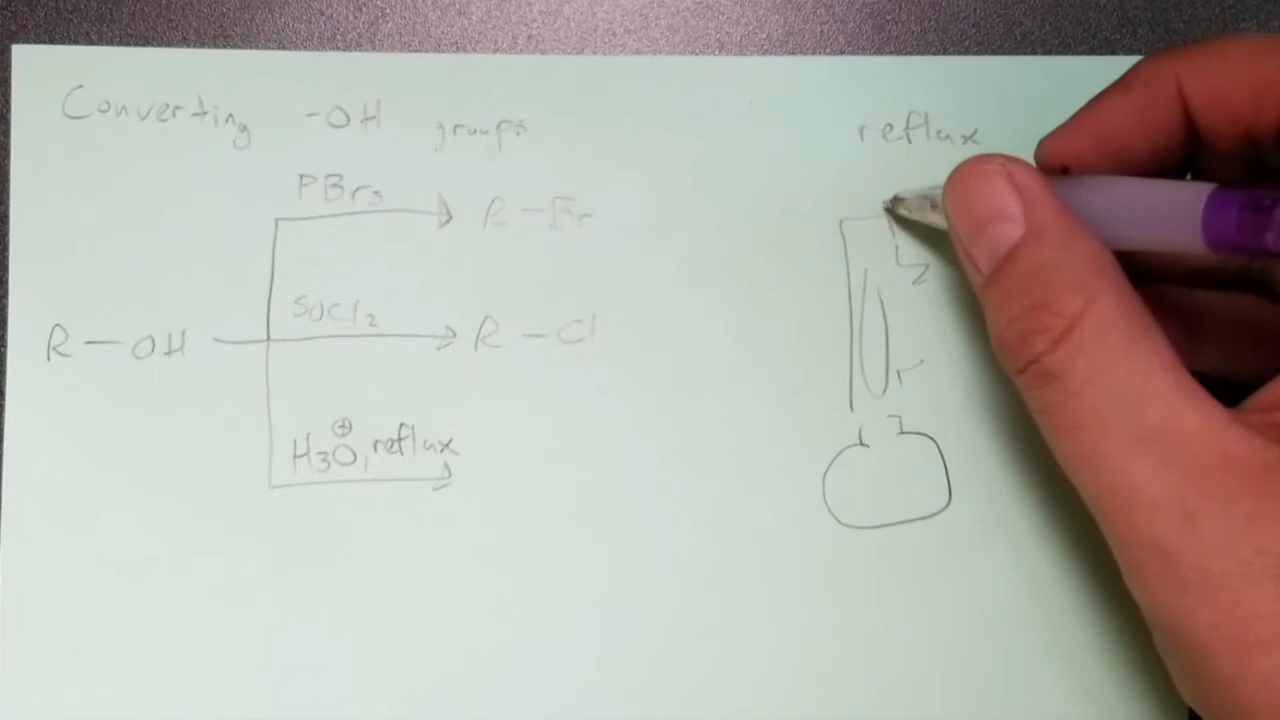 Converting -OH groups
reflux
PBr3
R-Br
R-OH
SOCl2
R-Cl
H3O⊕, reflux